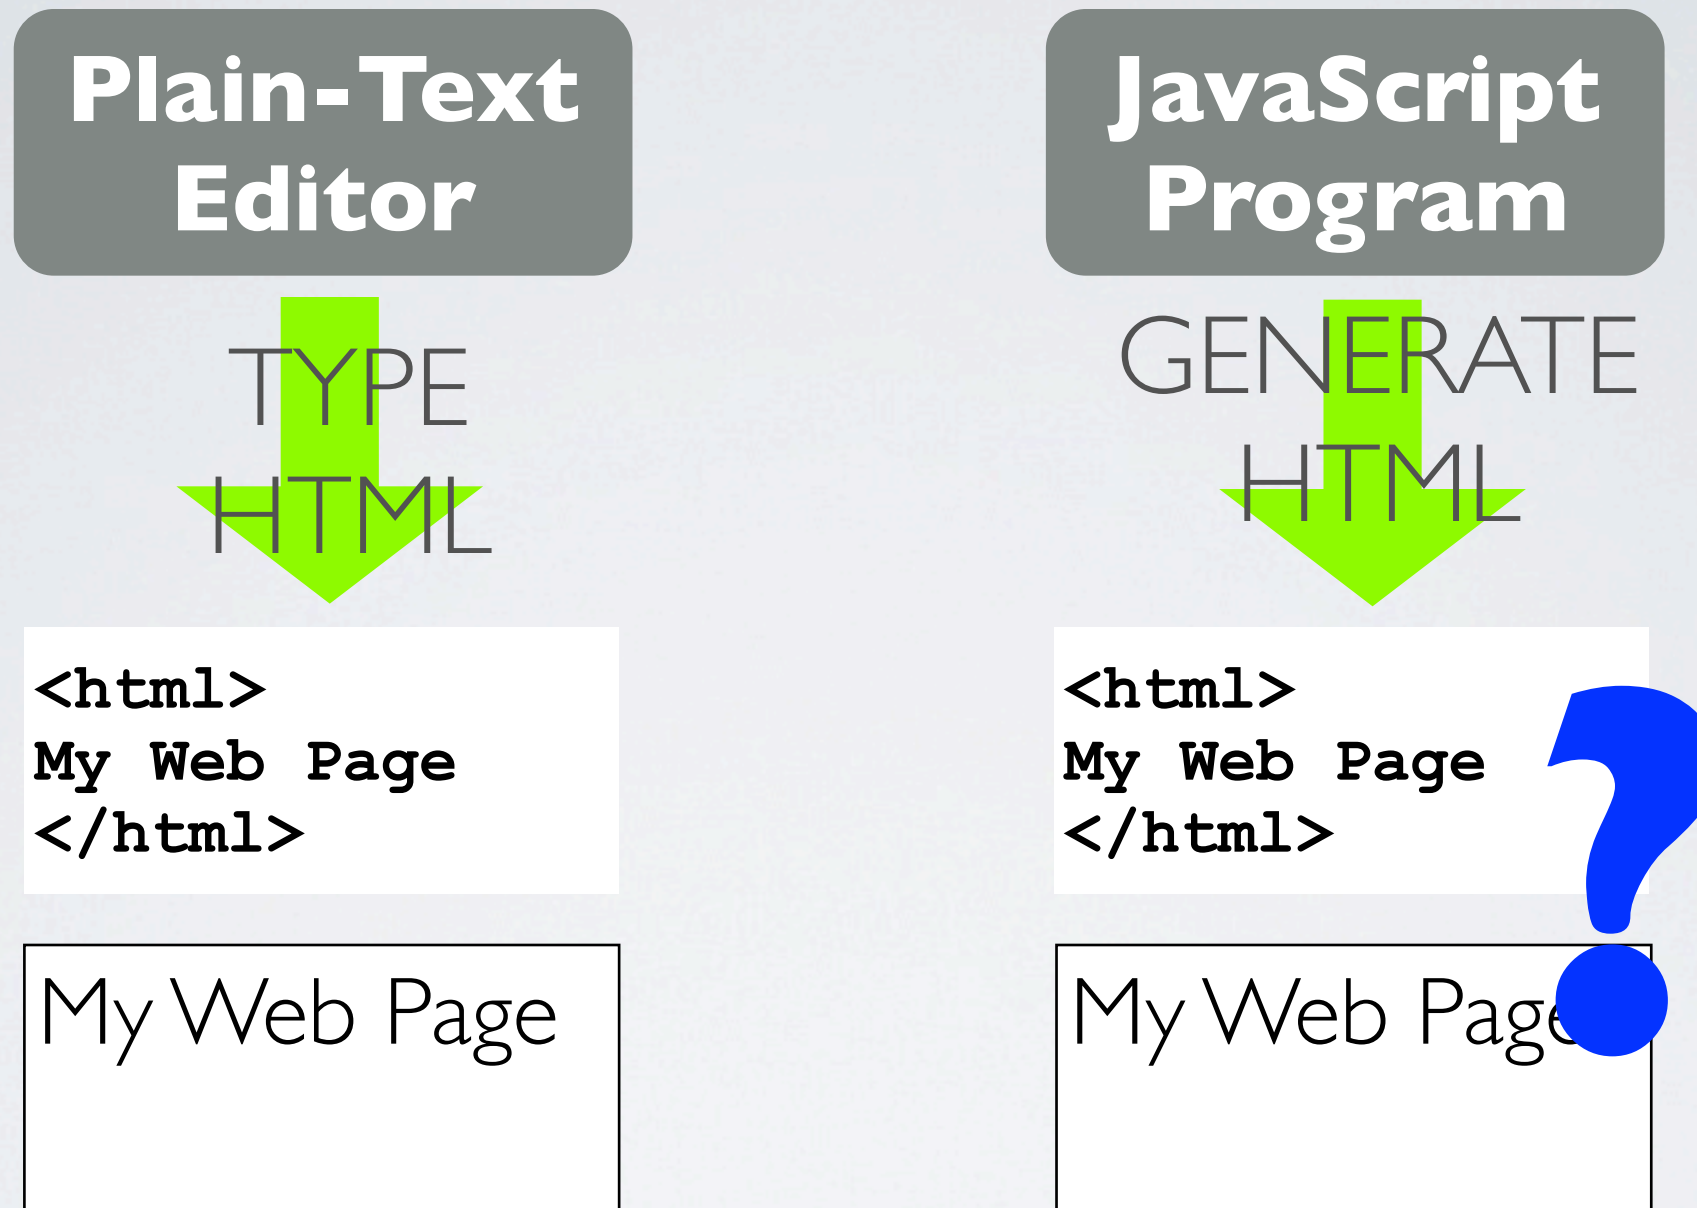 Plain-Text
Editor
TYPE
HTML
<html>
My Web Page
</html>
My Web Page
JavaScript
Program
GENERATE
HTML
<html>
My Web Page
</html>
My Web Page
?